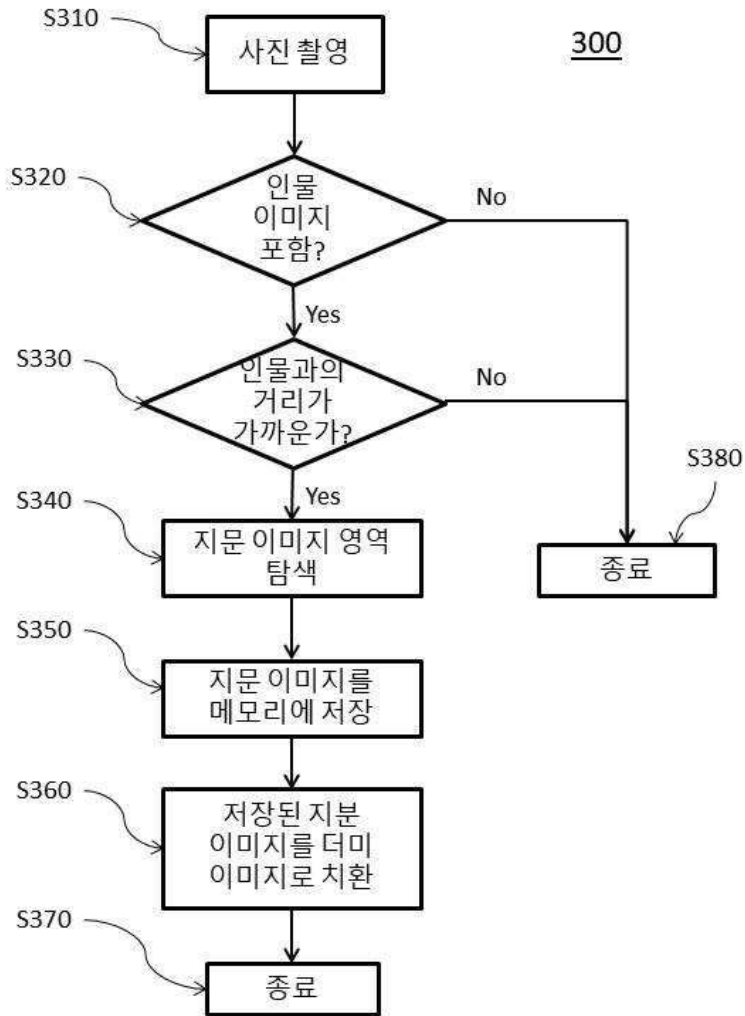 S310
사진 촬영
300
S320
인물
이미지
포함?
No
Yes
S330
인물과의
거리가
가까운가?
No
Yes
S380
종료
S340
지문 이미지 영역
탐색
S350
지문 이미지를
메모리에 저장
S360
저장된 지분
이미지를 더미
이미지로 치환
S370
종료